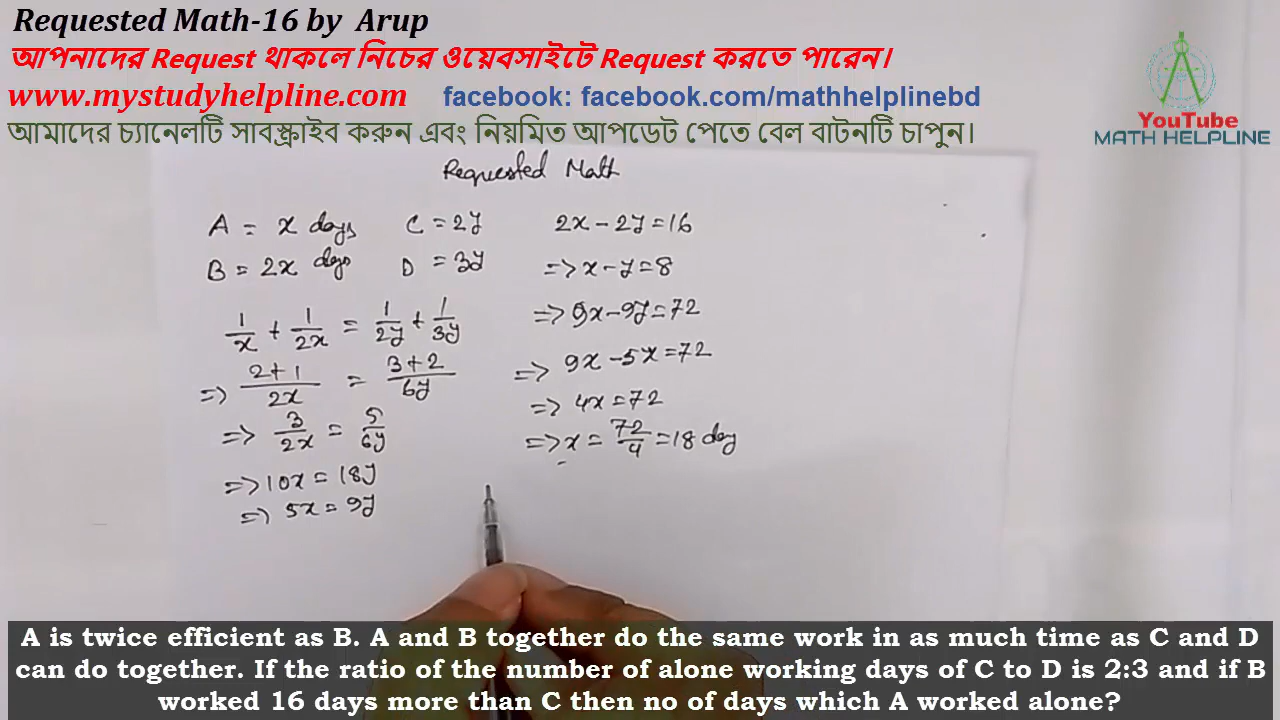 Requested Math-16 by Arup
আপনাদের Request থাকলে নিচের ওয়েবসাইটে Request করতে পারেন।
www.mystudyhelpline.com facebook: facebook.com/mathhelplinebd
আমাদের চ্যানেলটি সাবস্ক্রাইব করুন এবং নিয়মিত আপডেট পেতে বেল বাটনটি চাপুন।
YouTube
MATH HELPLINE
Requested Math
A = x days C = 2y
B = 2x days D = 3y
1/x + 1/2x = 1/2y + 1/3y
=> 2+1/2x = 3+2/6y
=> 3/2x = 5/6y
=> 10x = 18y
=> 5x = 9y
2x - 2y = 16
=> x - y = 8
=> 9x - 9y = 72
=> 9x - 5x = 72
=> 4x = 72
=> x = 72/4 = 18 day
A is twice efficient as B. A and B together do the same work in as much time as C and D
can do together. If the ratio of the number of alone working days of C to D is 2:3 and if B
worked 16 days more than C then no of days which A worked alone?